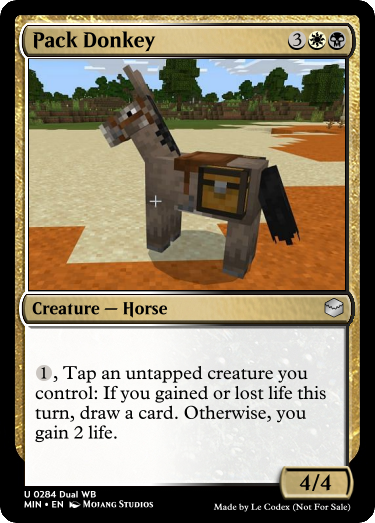 Pack Donkey 3
Creature — Horse
1, Tap an untapped creature you
control: If you gained or lost life this
turn, draw a card. Otherwise, you
gain 2 life.
4/4
U 0284 Dual WB
MIN • EN Mojang Studios
Made by Le Codex (Not For Sale)